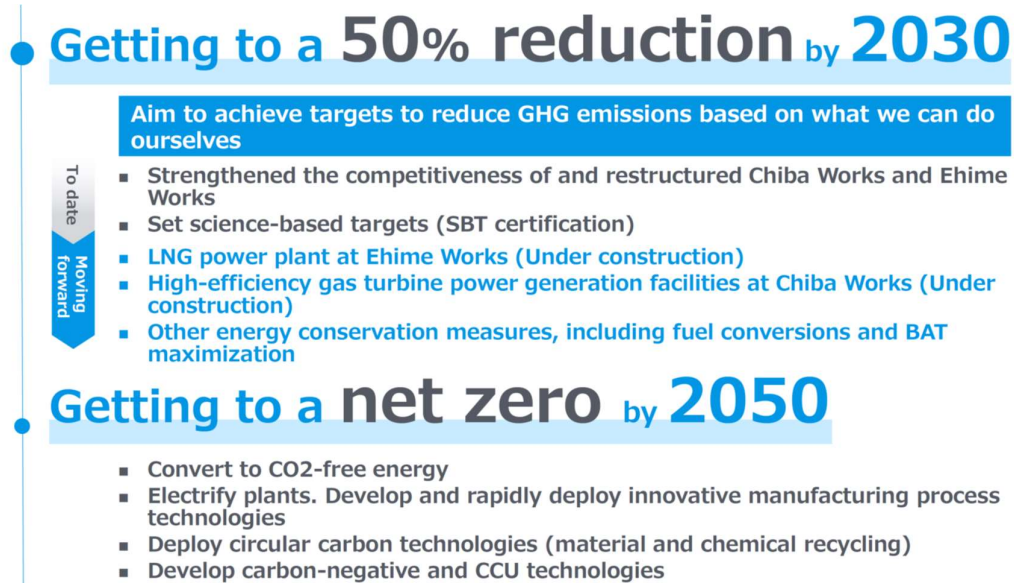 Getting to a 50% reduction by 2030
Aim to achieve targets to reduce GHG emissions based on what we can do
ourselves
To date
▪ Strengthened the competitiveness of and restructured Chiba Works and Ehime
Works
▪ Set science-based targets (SBT certification)
Moving
forward
▪ LNG power plant at Ehime Works (Under construction)
▪ High-efficiency gas turbine power generation facilities at Chiba Works (Under
construction)
▪ Other energy conservation measures, including fuel conversions and BAT
maximization
Getting to a net zero by 2050
▪ Convert to CO2-free energy
▪ Electrify plants. Develop and rapidly deploy innovative manufacturing process
technologies
▪ Deploy circular carbon technologies (material and chemical recycling)
▪ Develop carbon-negative and CCU technologies